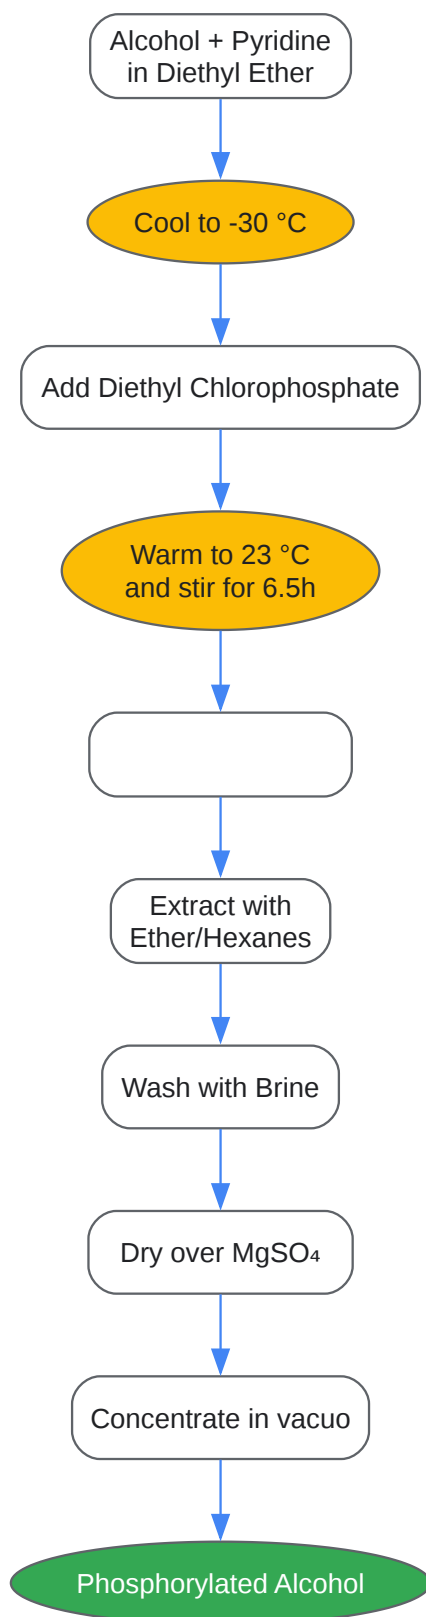 Alcohol + Pyridine
in Diethyl Ether
Cool to -30 °C
Add Diethyl Chlorophosphate
Warm to 23 °C
and stir for 6.5h
Extract with
Ether/Hexanes
Wash with Brine
Dry over MgSO₄
Concentrate in vacuo
Phosphorylated Alcohol